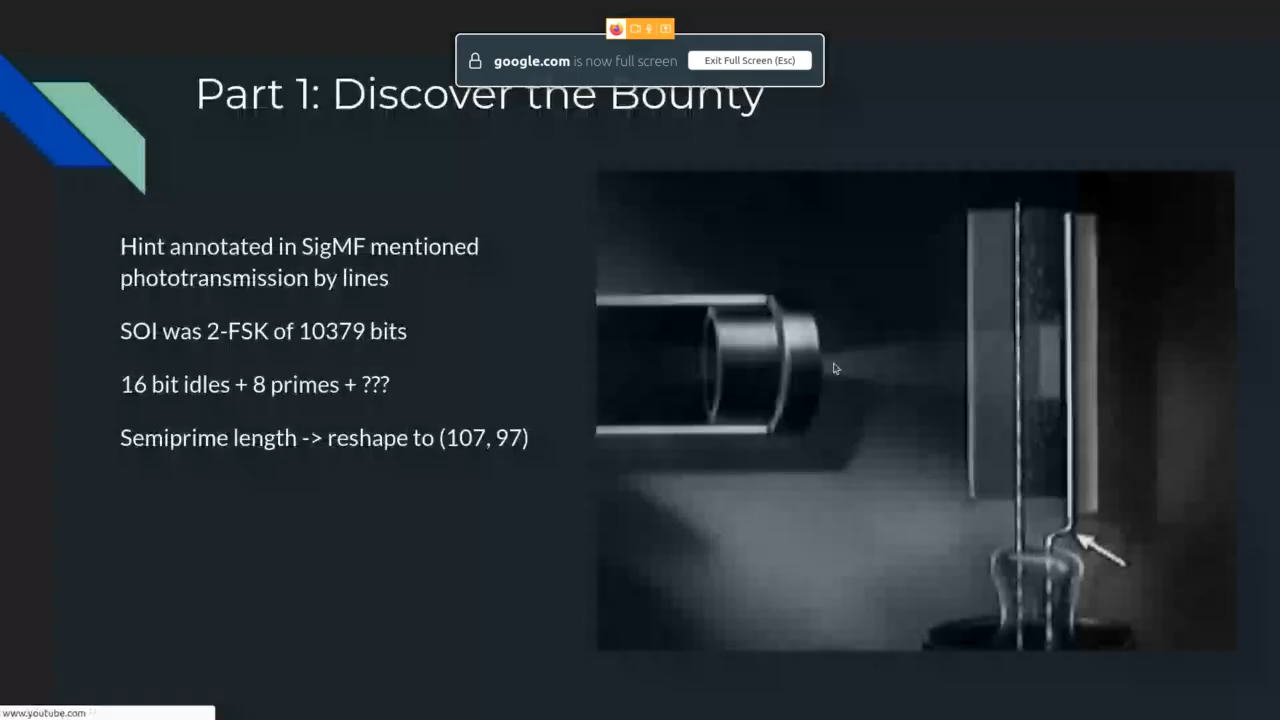 google.com is now full screen
Exit Full Screen (Esc)
Part 1: Discover the Bounty
Hint annotated in SigMF mentioned
phototransmission by lines
SOI was 2-FSK of 10379 bits
16 bit idles + 8 primes + ???
Semiprime length -> reshape to (107, 97)
www.youtube.com